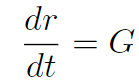 dr/dt = G